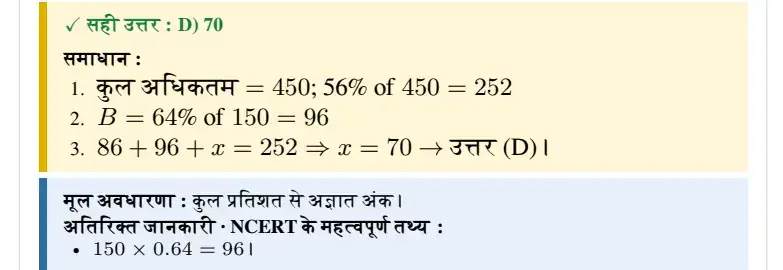 ✓ सही उत्तर : D) 70
समाधान :
1. कुल अधिकतम = 450; 56% of 450 = 252
2. B = 64% of 150 = 96
3. 86 + 96 + x = 252 ⇒ x = 70 → उत्तर (D)।
मूल अवधारणा : कुल प्रतिशत से अज्ञात अंक।
अतिरिक्त जानकारी · NCERT के महत्वपूर्ण तथ्य :
• 150 × 0.64 = 96।